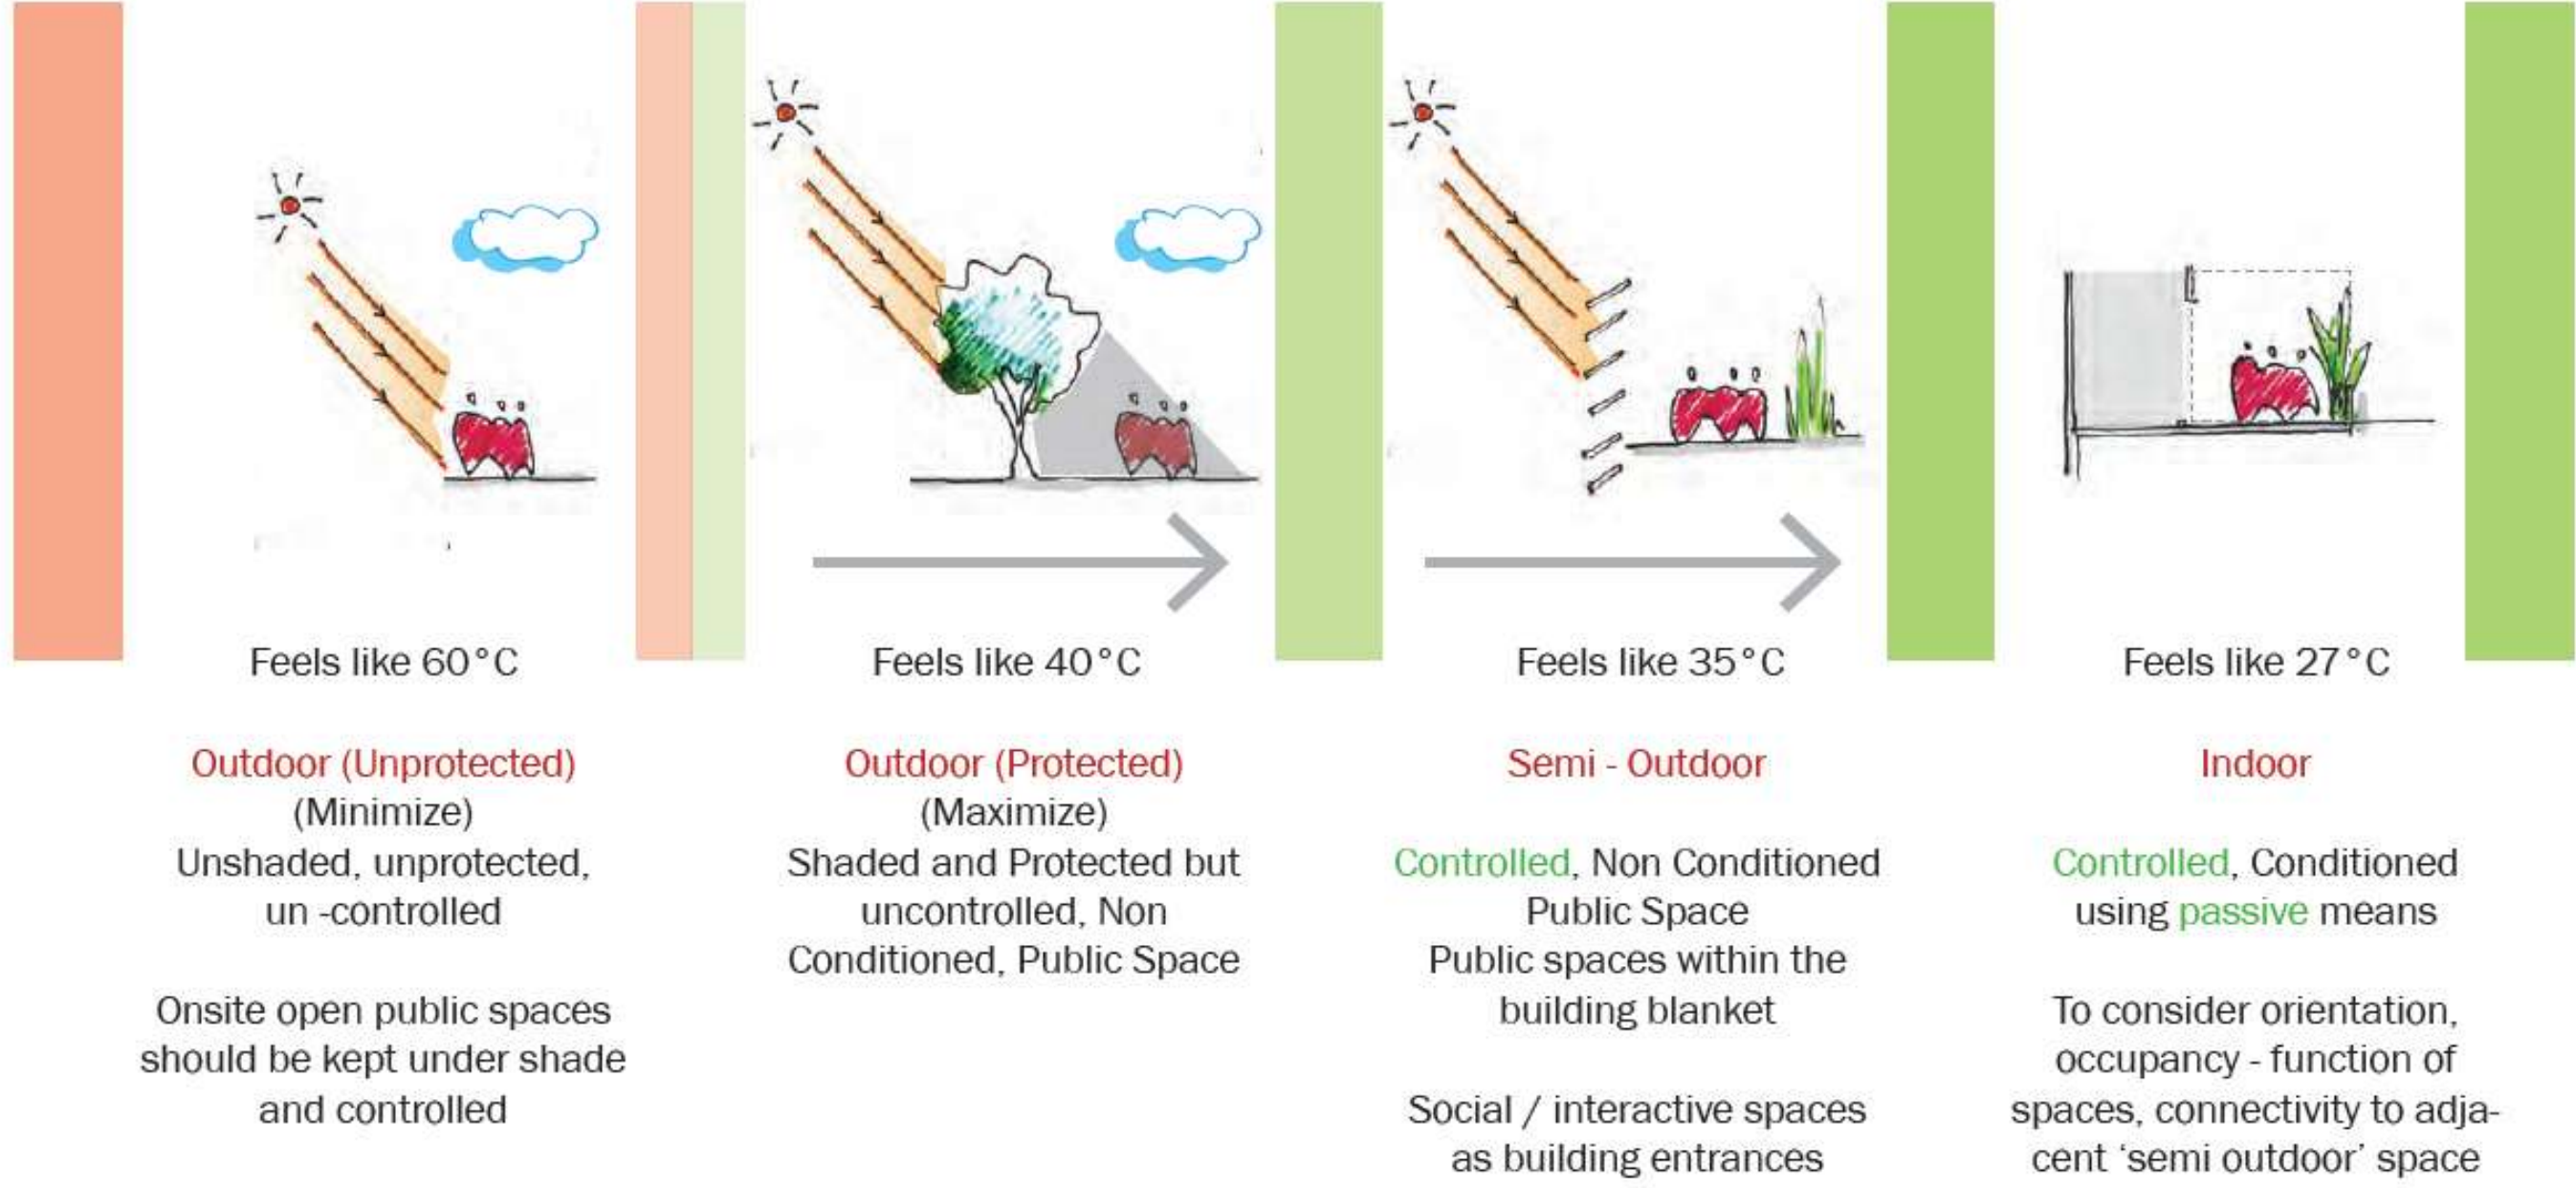 Feels like 60°C
Outdoor (Unprotected)
(Minimize)
Unshaded, unprotected,
un -controlled
Onsite open public spaces
should be kept under shade
and controlled
Feels like 40°C
Outdoor (Protected)
(Maximize)
Shaded and Protected but
uncontrolled, Non
Conditioned, Public Space
Feels like 35°C
Semi - Outdoor
Controlled, Non Conditioned
Public Space
Public spaces within the
building blanket
Social / interactive spaces
as building entrances
Feels like 27°C
Indoor
Controlled, Conditioned
using passive means
To consider orientation,
occupancy - function of
spaces, connectivity to adja-
cent ‘semi outdoor’ space